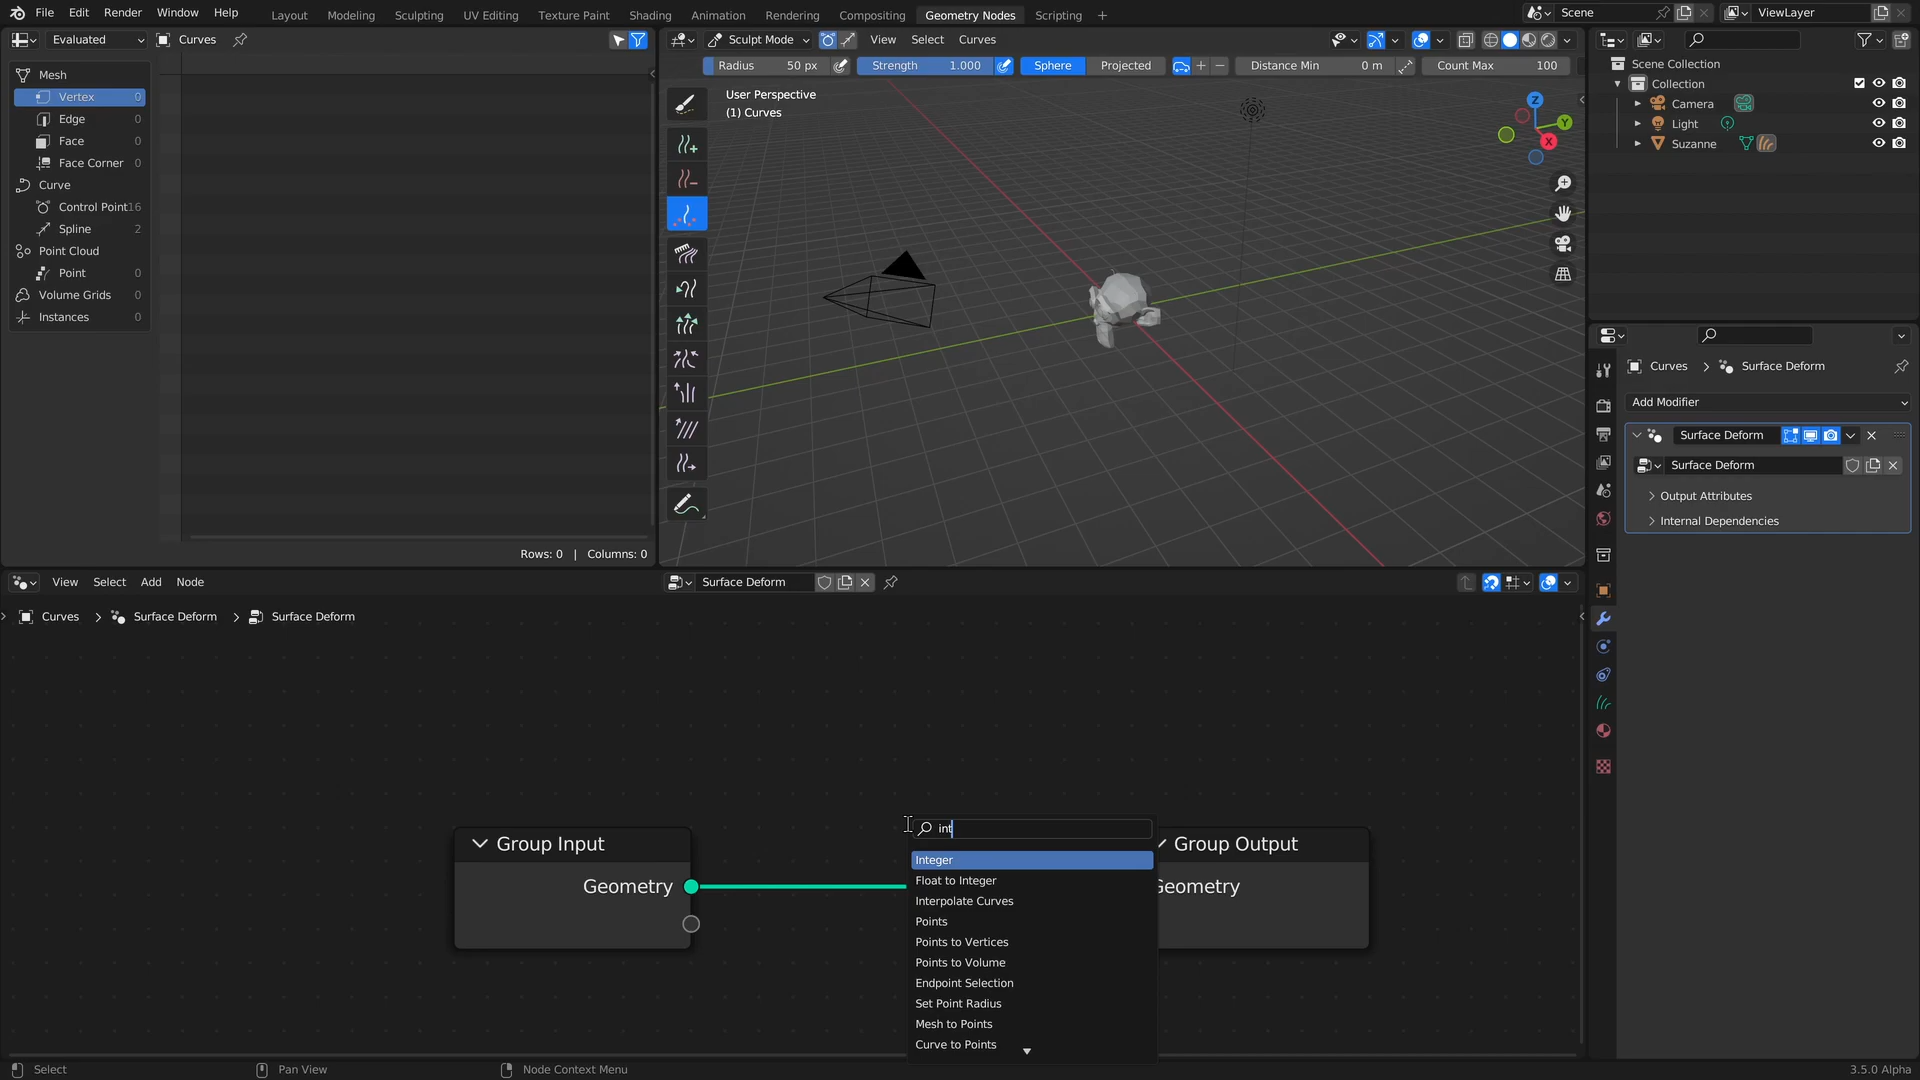 File Edit Render Window Help Layout Modeling Sculpting UV Editing Texture Paint Shading Animation Rendering Compositing Geometry Nodes Scripting + Scene ViewLayer
Evaluated Curves
Sculpt Mode View Select Curves
Radius 50 px Strength 1.000 Sphere Projected + − Distance Min 0 m Count Max 100
Mesh
Vertex 0
Edge 0
Face 0
Face Corner 0
Curve
Control Point 16
Spline 2
Point Cloud
Point 0
Volume Grids 0
Instances 0
Rows: 0 | Columns: 0
User Perspective
(1) Curves
Z
Y
X
Scene Collection
Collection
Camera
Light
Suzanne
Curves > Surface Deform
Add Modifier
Surface Deform
Surface Deform
Output Attributes
Internal Dependencies
View Select Add Node Surface Deform
Curves > Surface Deform > Surface Deform
Group Input
Geometry
int
Integer
Float to Integer
Interpolate Curves
Points
Points to Vertices
Points to Volume
Endpoint Selection
Set Point Radius
Mesh to Points
Curve to Points
Group Output
Geometry
Select Pan View Node Context Menu 3.5.0 Alpha